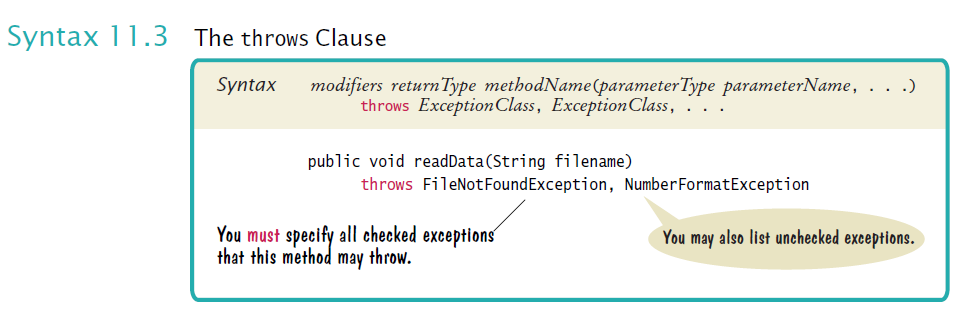 Syntax 11.3 The throws Clause
Syntax modifiers returnType methodName(parameterType parameterName, . . .)
throws ExceptionClass, ExceptionClass, . . .
public void readData(String filename)
throws FileNotFoundException, NumberFormatException
You must specify all checked exceptions
that this method may throw.
You may also list unchecked exceptions.